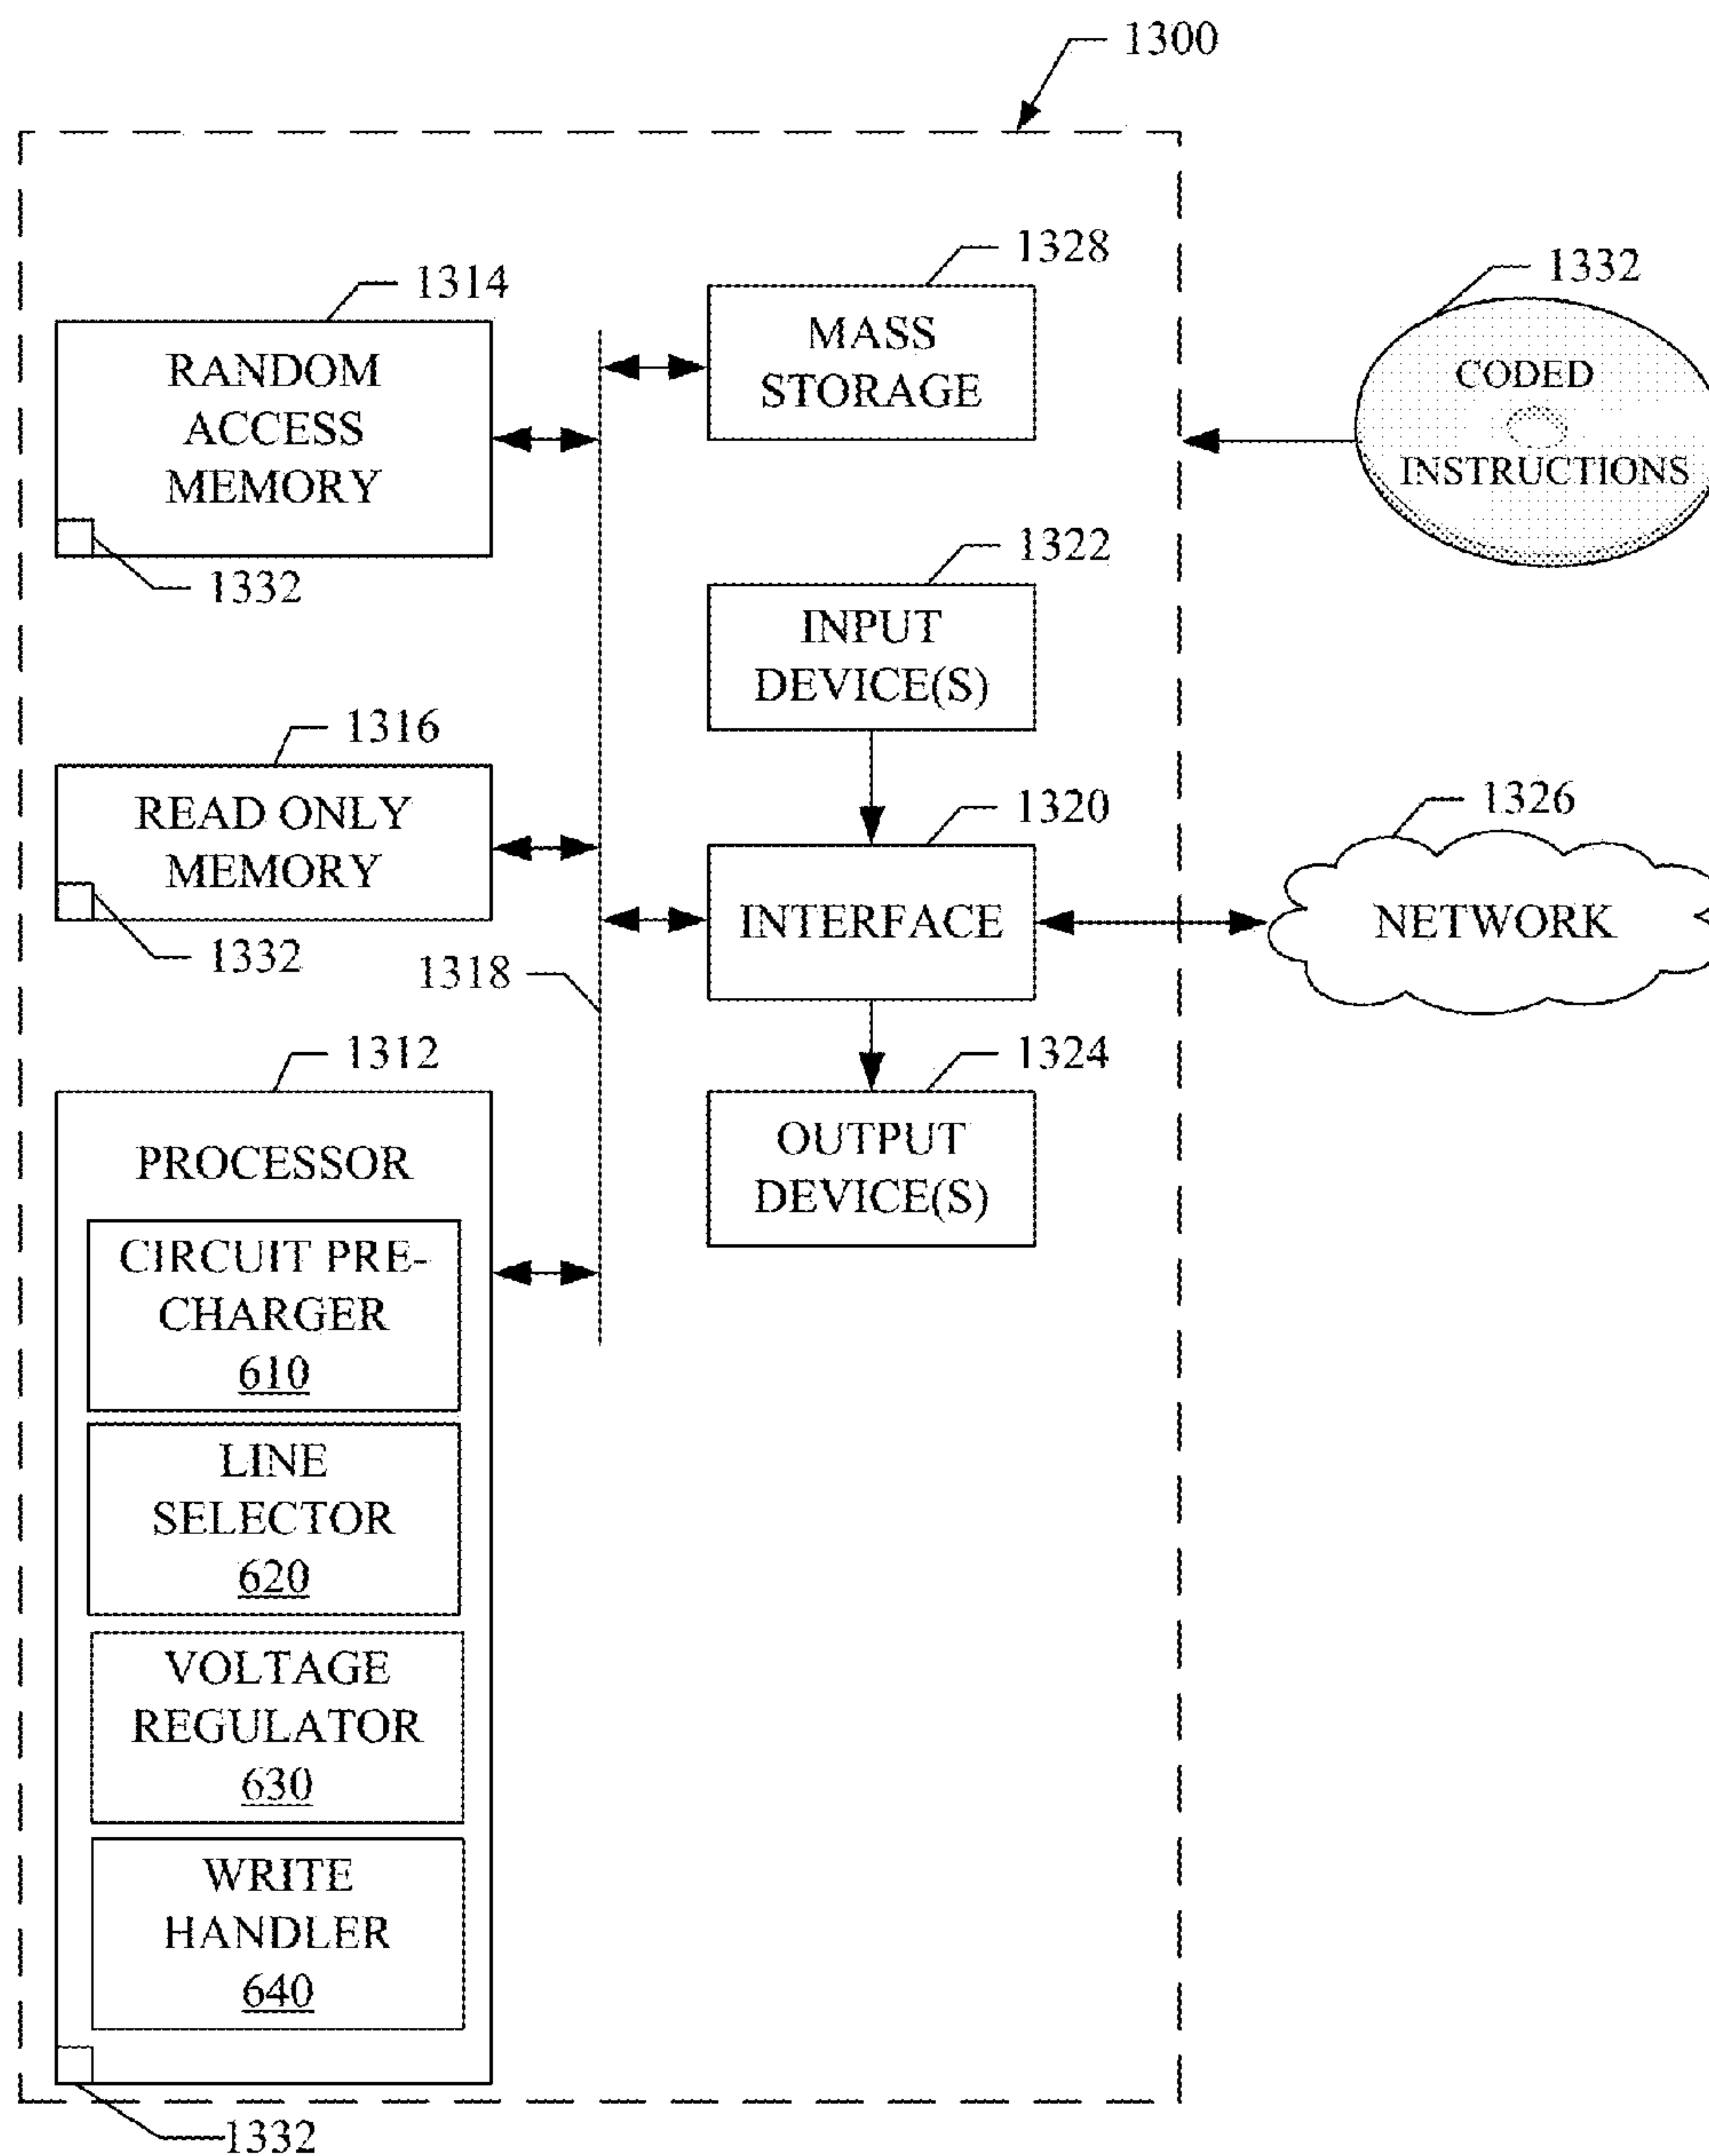 1300
1314
RANDOM
ACCESS
MEMORY
1332
1328
MASS
STORAGE
1332
CODED
INSTRUCTIONS
1322
INPUT
DEVICE(S)
1316
READ ONLY
MEMORY
1332
1318
1320
INTERFACE
1326
NETWORK
1324
OUTPUT
DEVICE(S)
1312
PROCESSOR
CIRCUIT PRE-
CHARGER
610
LINE
SELECTOR
620
VOLTAGE
REGULATOR
630
WRITE
HANDLER
640
1332